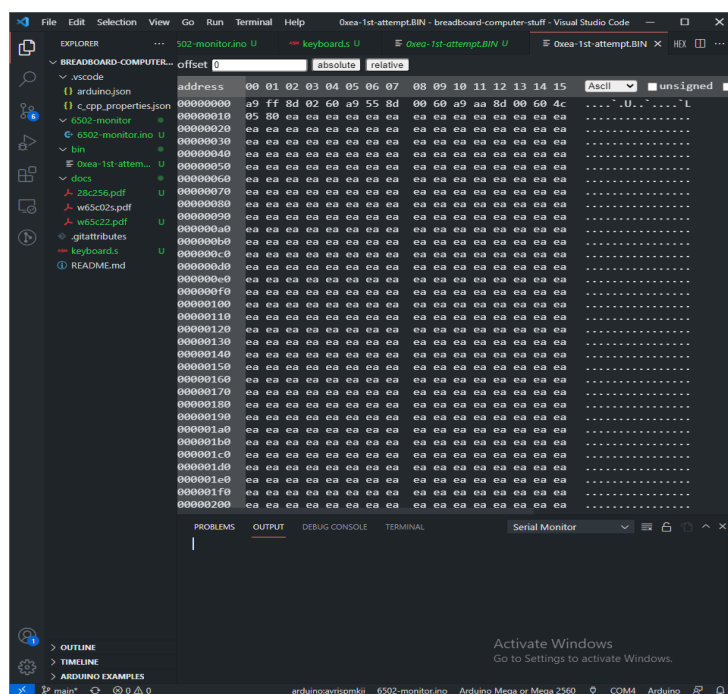 File Edit Selection View Go Run Terminal Help 0xea-1st-attempt.BIN - breadboard-computer-stuff - Visual Studio Code
EXPLORER
502-monitor.ino U
keyboard.s U
0xea-1st-attempt.BIN U
0xea-1st-attempt.BIN
HEX
BREADBOARD-COMPUTER...
.vscode
{} arduino.json
{} c_cpp_properties.json
6502-monitor
6502-monitor.ino U
bin
0xea-1st-attem... U
docs
28c256.pdf U
w65c02s.pdf
w65c22.pdf U
.gitattributes
keyboard.s U
README.md
6
1
offset 0 absolute relative
address 00 01 02 03 04 05 06 07 08 09 10 11 12 13 14 15 Ascii unsigned
00000000 a9 ff 8d 02 60 a9 55 8d 00 60 a9 aa 8d 00 60 4c ....`.U..`....`L
00000010 05 80 ea ea ea ea ea ea ea ea ea ea ea ea ea ea ................
00000020 ea ea ea ea ea ea ea ea ea ea ea ea ea ea ea ea ................
00000030 ea ea ea ea ea ea ea ea ea ea ea ea ea ea ea ea ................
00000040 ea ea ea ea ea ea ea ea ea ea ea ea ea ea ea ea ................
00000050 ea ea ea ea ea ea ea ea ea ea ea ea ea ea ea ea ................
00000060 ea ea ea ea ea ea ea ea ea ea ea ea ea ea ea ea ................
00000070 ea ea ea ea ea ea ea ea ea ea ea ea ea ea ea ea ................
00000080 ea ea ea ea ea ea ea ea ea ea ea ea ea ea ea ea ................
00000090 ea ea ea ea ea ea ea ea ea ea ea ea ea ea ea ea ................
000000a0 ea ea ea ea ea ea ea ea ea ea ea ea ea ea ea ea ................
000000b0 ea ea ea ea ea ea ea ea ea ea ea ea ea ea ea ea ................
000000c0 ea ea ea ea ea ea ea ea ea ea ea ea ea ea ea ea ................
000000d0 ea ea ea ea ea ea ea ea ea ea ea ea ea ea ea ea ................
000000e0 ea ea ea ea ea ea ea ea ea ea ea ea ea ea ea ea ................
000000f0 ea ea ea ea ea ea ea ea ea ea ea ea ea ea ea ea ................
00000100 ea ea ea ea ea ea ea ea ea ea ea ea ea ea ea ea ................
00000110 ea ea ea ea ea ea ea ea ea ea ea ea ea ea ea ea ................
00000120 ea ea ea ea ea ea ea ea ea ea ea ea ea ea ea ea ................
00000130 ea ea ea ea ea ea ea ea ea ea ea ea ea ea ea ea ................
00000140 ea ea ea ea ea ea ea ea ea ea ea ea ea ea ea ea ................
00000150 ea ea ea ea ea ea ea ea ea ea ea ea ea ea ea ea ................
00000160 ea ea ea ea ea ea ea ea ea ea ea ea ea ea ea ea ................
00000170 ea ea ea ea ea ea ea ea ea ea ea ea ea ea ea ea ................
00000180 ea ea ea ea ea ea ea ea ea ea ea ea ea ea ea ea ................
00000190 ea ea ea ea ea ea ea ea ea ea ea ea ea ea ea ea ................
000001a0 ea ea ea ea ea ea ea ea ea ea ea ea ea ea ea ea ................
000001b0 ea ea ea ea ea ea ea ea ea ea ea ea ea ea ea ea ................
000001c0 ea ea ea ea ea ea ea ea ea ea ea ea ea ea ea ea ................
000001d0 ea ea ea ea ea ea ea ea ea ea ea ea ea ea ea ea ................
000001e0 ea ea ea ea ea ea ea ea ea ea ea ea ea ea ea ea ................
000001f0 ea ea ea ea ea ea ea ea ea ea ea ea ea ea ea ea ................
00000200 ea ea ea ea ea ea ea ea ea ea ea ea ea ea ea ea ................
PROBLEMS OUTPUT DEBUG CONSOLE TERMINAL Serial Monitor
Activate Windows
Go to Settings to activate Windows.
OUTLINE
TIMELINE
ARDUINO EXAMPLES
main* 0 0 arduino:avrispmkii 6502-monitor.ino Arduino Mega or Mega 2560 COM4 Arduino